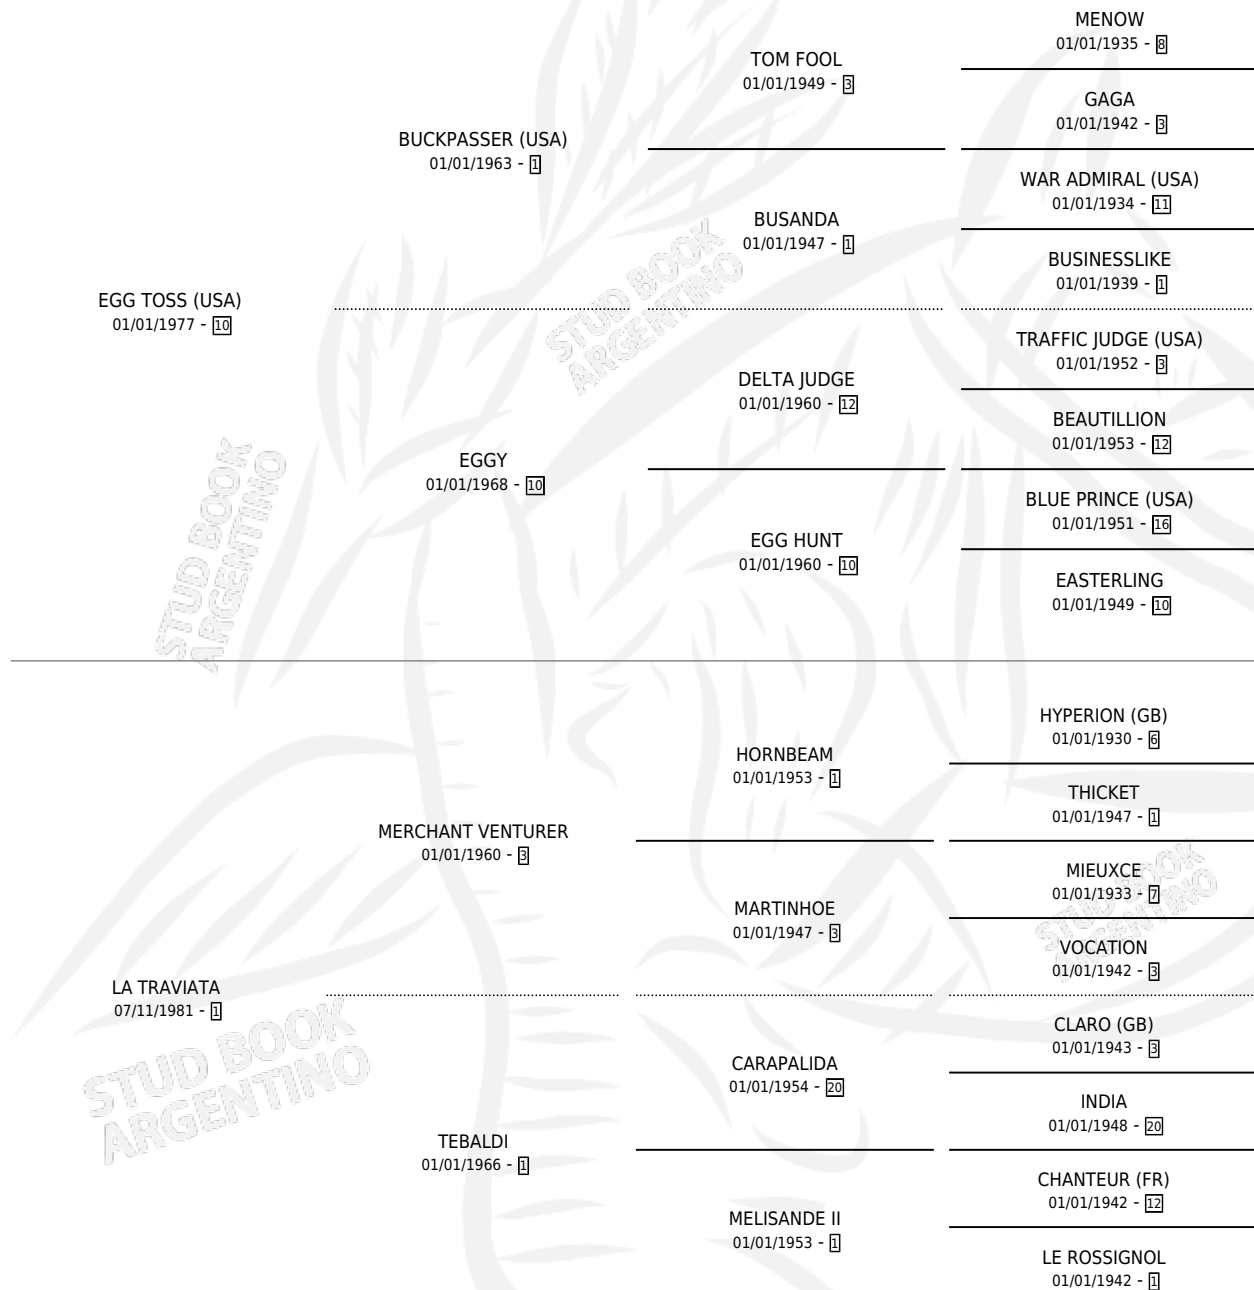 MENOW
01/01/1935 - 8
TOM FOOL
01/01/1949 - 3
GAGA
01/01/1942 - 3
BUCKPASSER (USA)
01/01/1963 - 1
WAR ADMIRAL (USA)
01/01/1934 - 11
BUSANDA
01/01/1947 - 1
BUSINESSLIKE
01/01/1939 - 1
EGG TOSS (USA)
01/01/1977 - 10
TRAFFIC JUDGE (USA)
01/01/1952 - 3
DELTA JUDGE
01/01/1960 - 12
BEAUTILLION
01/01/1953 - 12
EGGY
01/01/1968 - 10
BLUE PRINCE (USA)
01/01/1951 - 16
EGG HUNT
01/01/1960 - 10
EASTERLING
01/01/1949 - 10
HYPERION (GB)
01/01/1930 - 6
HORNBEAM
01/01/1953 - 1
THICKET
01/01/1947 - 1
MERCHANT VENTURER
01/01/1960 - 3
MIEUXCE
01/01/1933 - 7
MARTINHOE
01/01/1947 - 3
VOCATION
01/01/1942 - 3
LA TRAVIATA
07/11/1981 - 1
CLARO (GB)
01/01/1943 - 3
CARAPALIDA
01/01/1954 - 20
INDIA
01/01/1948 - 20
TEBALDI
01/01/1966 - 1
CHANTEUR (FR)
01/01/1942 - 12
MELISANDE II
01/01/1953 - 1
LE ROSSIGNOL
01/01/1942 - 1
STUD BOOK
ARGENTINO
STUD BOOK
ARGENTINO
STUD BOOK
ARGENTINO
STUD BOOK
ARGENTINO